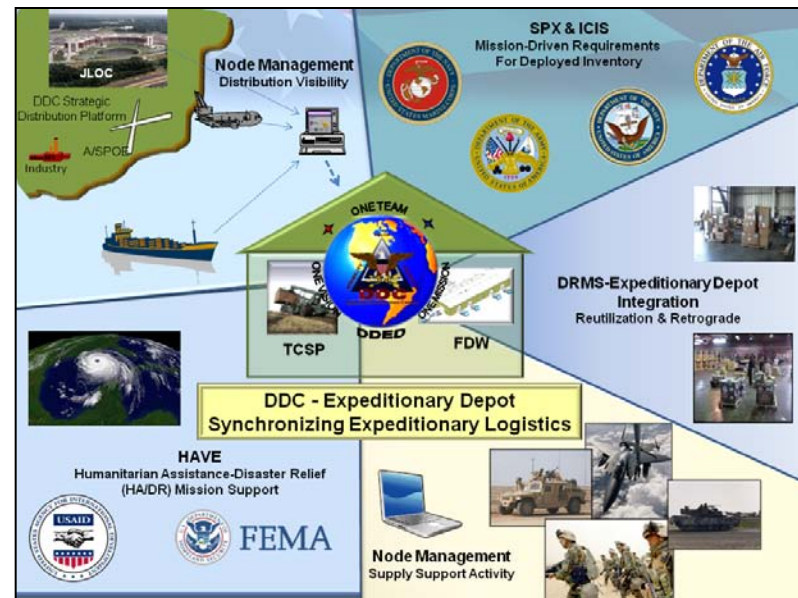 JLOC
DDC Strategic
Distribution Platform
A/SPOE
Industry
Node Management
Distribution Visibility
SPX & ICIS
Mission-Driven Requirements
For Deployed Inventory
ONE TEAM
ONE VISION
ONE MISSION
DDC
DDED
TCSP
FDW
DRMS-Expeditionary Depot
Integration
Reutilization & Retrograde
DDC - Expeditionary Depot
Synchronizing Expeditionary Logistics
HAVE
Humanitarian Assistance-Disaster Relief
(HA/DR) Mission Support
USAID
FEMA
Node Management
Supply Support Activity